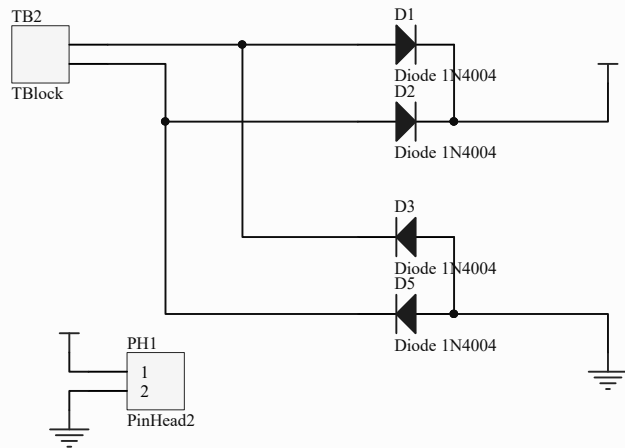 TB2
TBlock
D1
Diode 1N4004
D2
Diode 1N4004
D3
Diode 1N4004
D5
Diode 1N4004
PH1
1
2
PinHead2